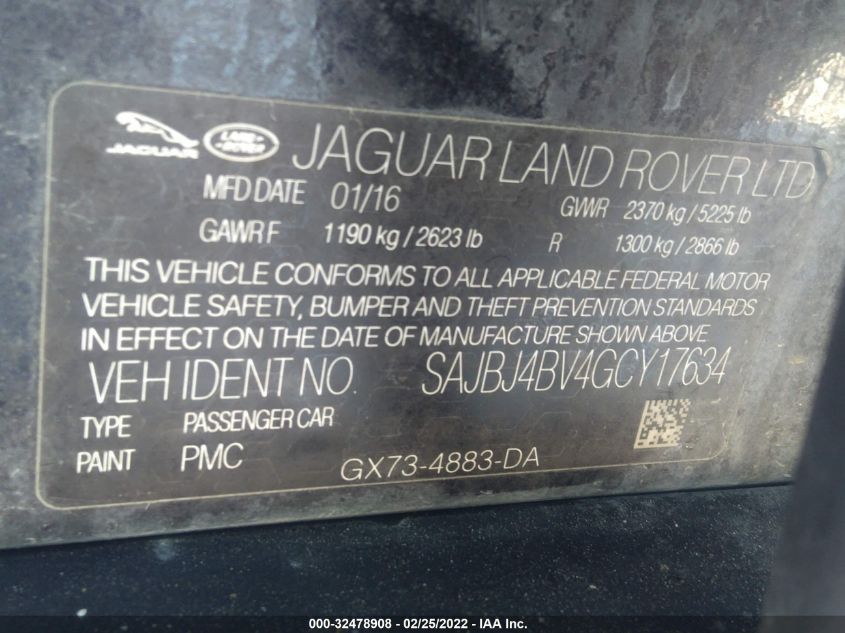 JAGUAR LAND ROVER JAGUAR LAND ROVER LTD
MFD DATE 01/16 GVWR 2370 kg / 5225 lb
GAWR F 1190 kg / 2623 lb R 1300 kg / 2866 lb
THIS VEHICLE CONFORMS TO ALL APPLICABLE FEDERAL MOTOR
VEHICLE SAFETY, BUMPER AND THEFT PREVENTION STANDARDS
IN EFFECT ON THE DATE OF MANUFACTURE SHOWN ABOVE
VEH IDENT NO. SAJBJ4BV4GCY17634
TYPE PASSENGER CAR
PAINT PMC GX73-4883-DA
000-32478908 - 02/25/2022 - IAAI.COM